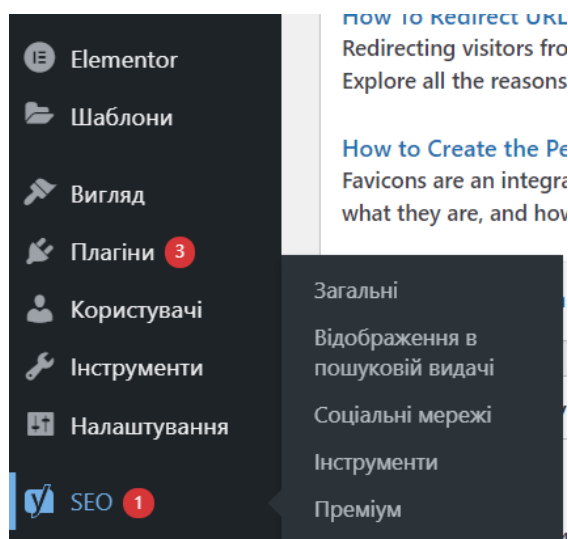 How To Redirect URL
Redirecting visitors fro
Explore all the reasons
How to Create the Pe
Favicons are an integra
what they are, and how
Elementor
Шаблони
Вигляд
Плагіни 3
Користувачі
Інструменти
Налаштування
SEO 1
Загальні
Відображення в
пошуковій видачі
Соціальні мережі
Інструменти
Преміум